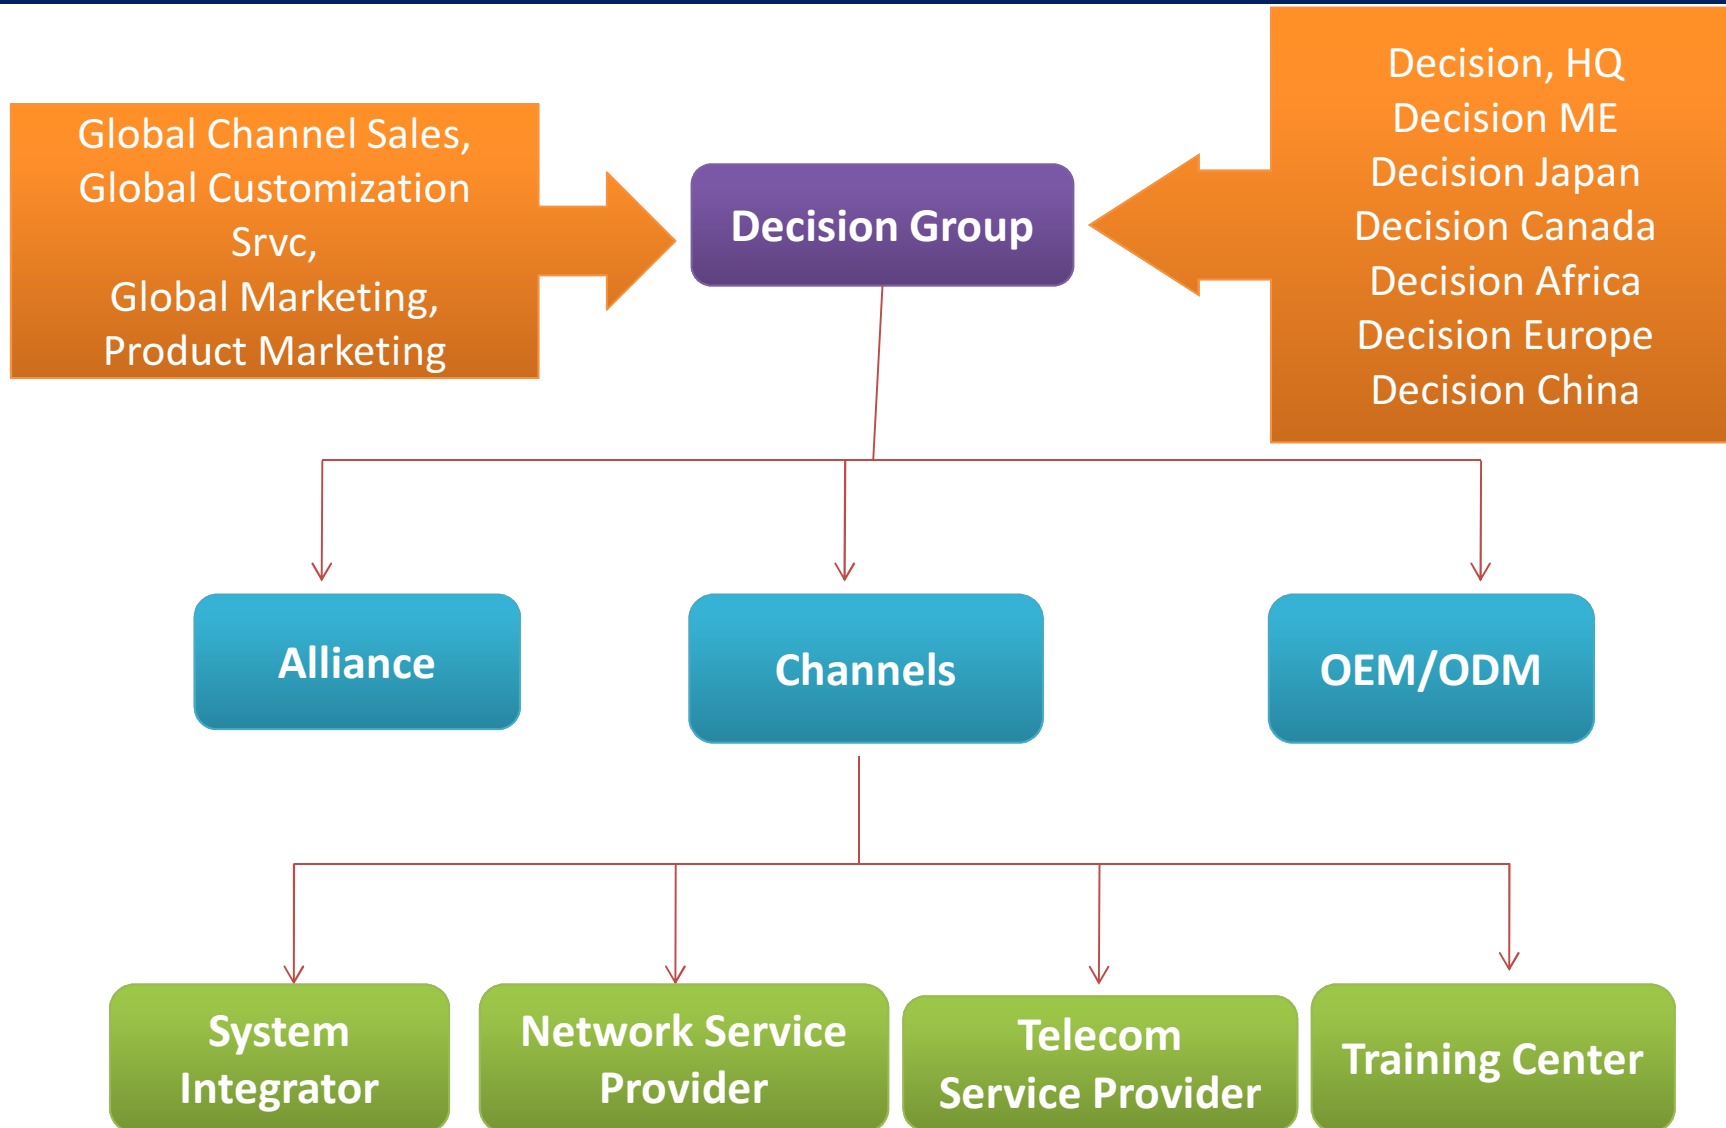 Global Channel Sales,
Global Customization
Srvc,
Global Marketing,
Product Marketing
Decision Group
Decision, HQ
Decision ME
Decision Japan
Decision Canada
Decision Africa
Decision Europe
Decision China
Alliance
Channels
OEM/ODM
System
Integrator
Network Service
Provider
Telecom
Service Provider
Training Center